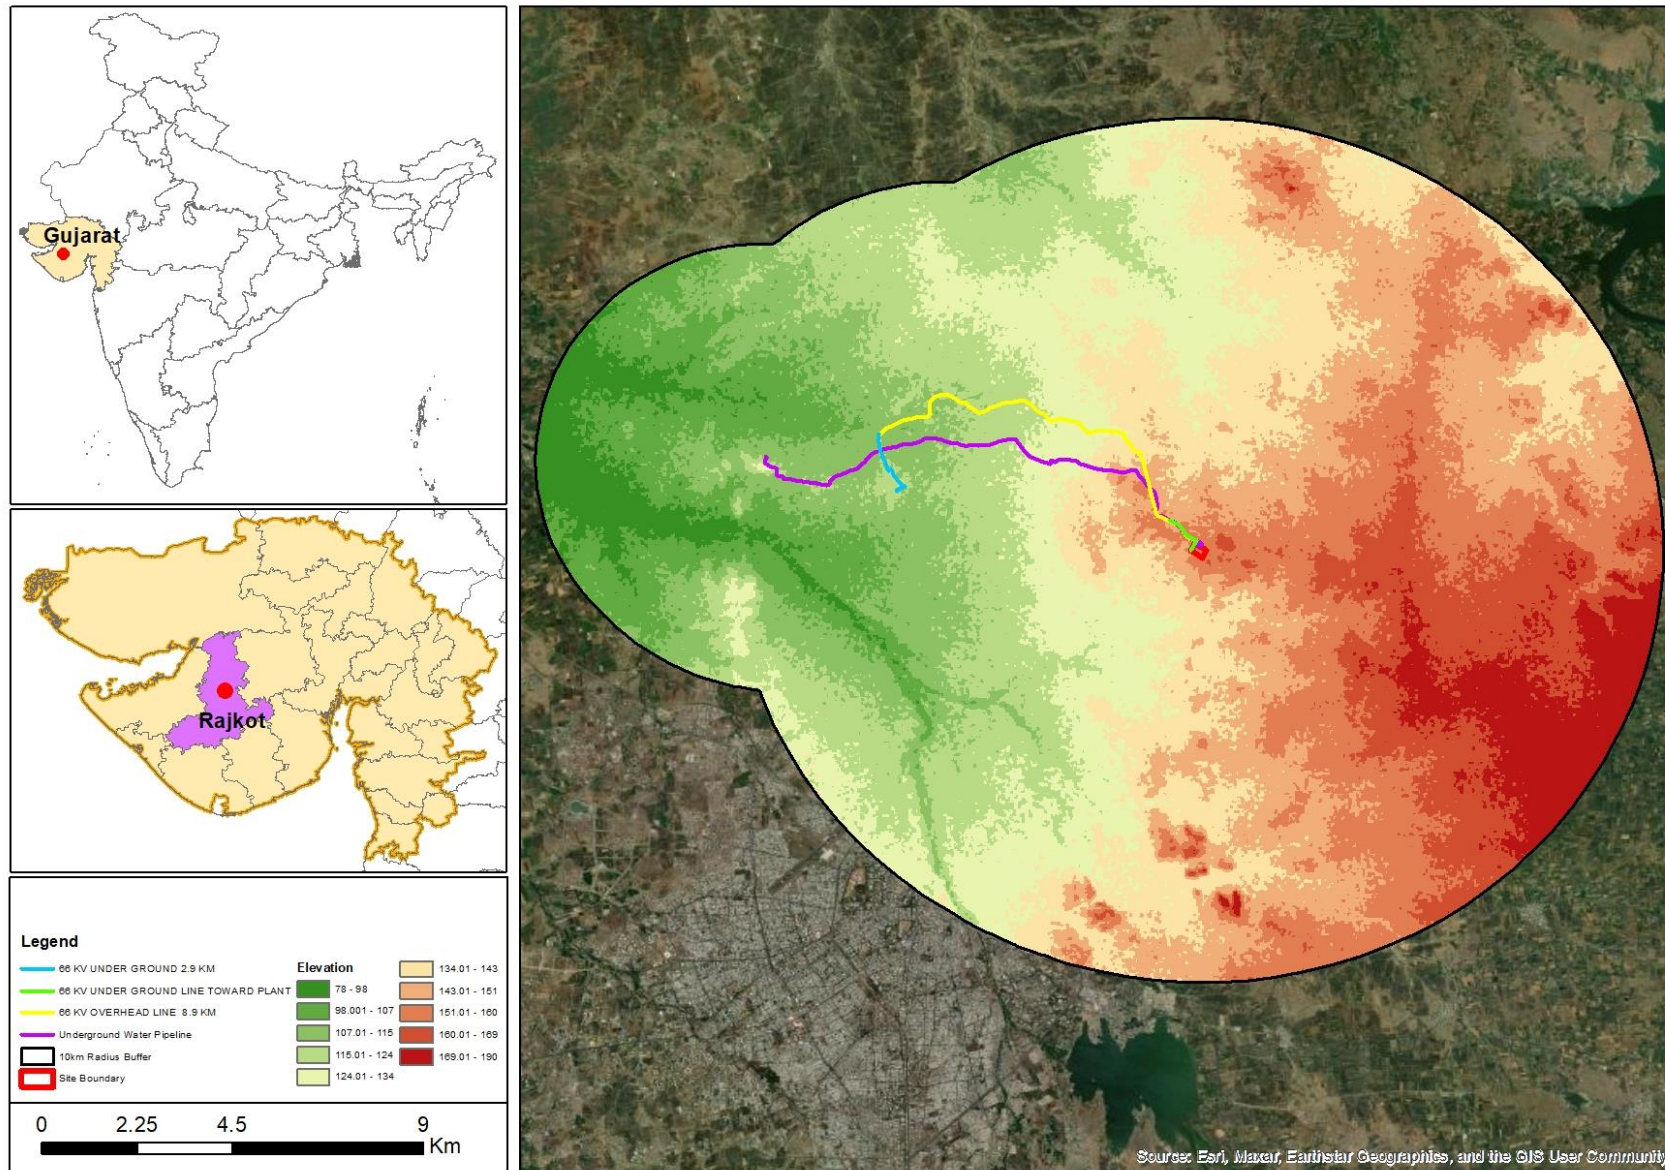 Gujarat
Rajkot
Legend
66 KV UNDER GROUND 2.9 KM
66 KV UNDER GROUND LINE TOWARD PLANT
66 KV OVERHEAD LINE 8.9 KM
Underground Water Pipeline
10km Radius Buffer
Site Boundary
Elevation
78 - 98
98.001 - 107
107.01 - 115
115.01 - 124
124.01 - 134
134.01 - 143
143.01 - 151
151.01 - 160
160.01 - 169
169.01 - 190
0 2.25 4.5 9
Km
Source: Esri, Maxar, Earthstar Geographics, and the GIS User Community